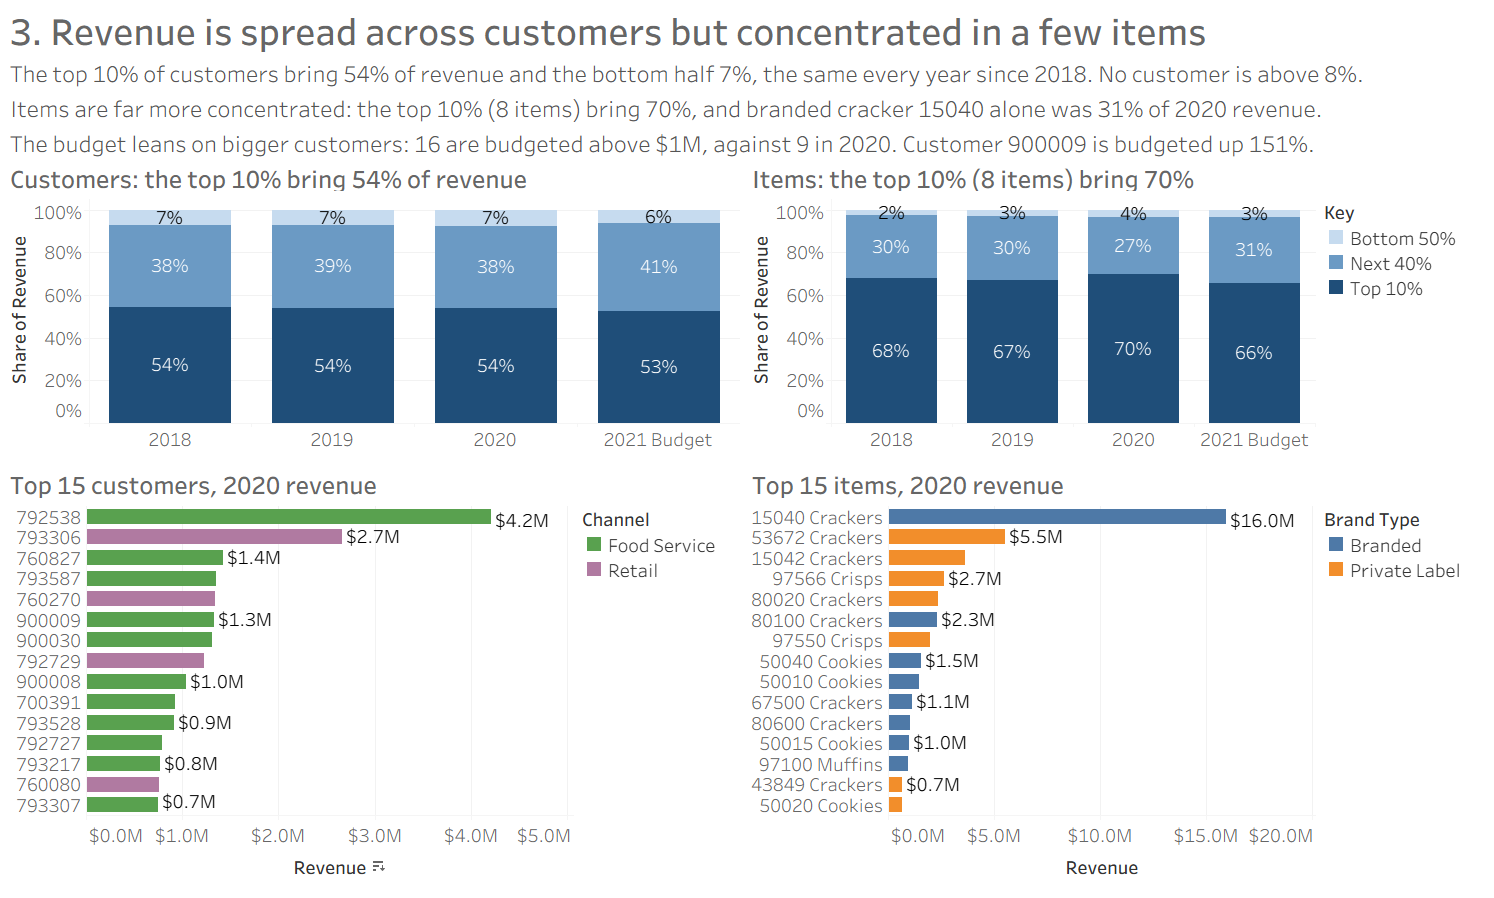 3. Revenue is spread across customers but concentrated in a few items
The top 10% of customers bring 54% of revenue and the bottom half 7%, the same every year since 2018. No customer is above 8%.
Items are far more concentrated: the top 10% (8 items) bring 70%, and branded cracker 15040 alone was 31% of 2020 revenue.
The budget leans on bigger customers: 16 are budgeted above $1M, against 9 in 2020. Customer 900009 is budgeted up 151%.
Customers: the top 10% bring 54% of revenue
Share of Revenue
100%
80%
60%
40%
20%
0%
7%
7%
7%
6%
38%
39%
38%
41%
54%
54%
54%
53%
2018
2019
2020
2021 Budget
Items: the top 10% (8 items) bring 70%
Share of Revenue
100%
80%
60%
40%
20%
0%
2%
3%
4%
3%
30%
30%
27%
31%
68%
67%
70%
66%
2018
2019
2020
2021 Budget
Key
Bottom 50%
Next 40%
Top 10%
Top 15 customers, 2020 revenue
792538 $4.2M
793306 $2.7M
760827 $1.4M
793587
760270
900009 $1.3M
900030
792729
900008 $1.0M
700391
793528 $0.9M
792727
793217 $0.8M
760080
793307 $0.7M
$0.0M $1.0M $2.0M $3.0M $4.0M $5.0M
Revenue
Channel
Food Service
Retail
Top 15 items, 2020 revenue
15040 Crackers $16.0M
53672 Crackers $5.5M
15042 Crackers
97566 Crisps $2.7M
80020 Crackers
80100 Crackers $2.3M
97550 Crisps
50040 Cookies $1.5M
50010 Cookies
67500 Crackers $1.1M
80600 Crackers
50015 Cookies $1.0M
97100 Muffins
43849 Crackers $0.7M
50020 Cookies
$0.0M $5.0M $10.0M $15.0M $20.0M
Revenue
Brand Type
Branded
Private Label